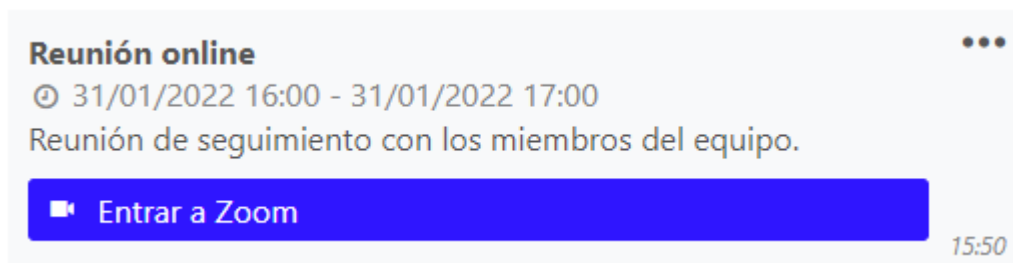 Reunión online
31/01/2022 16:00 - 31/01/2022 17:00
Reunión de seguimiento con los miembros del equipo.
Entrar a Zoom
15:50